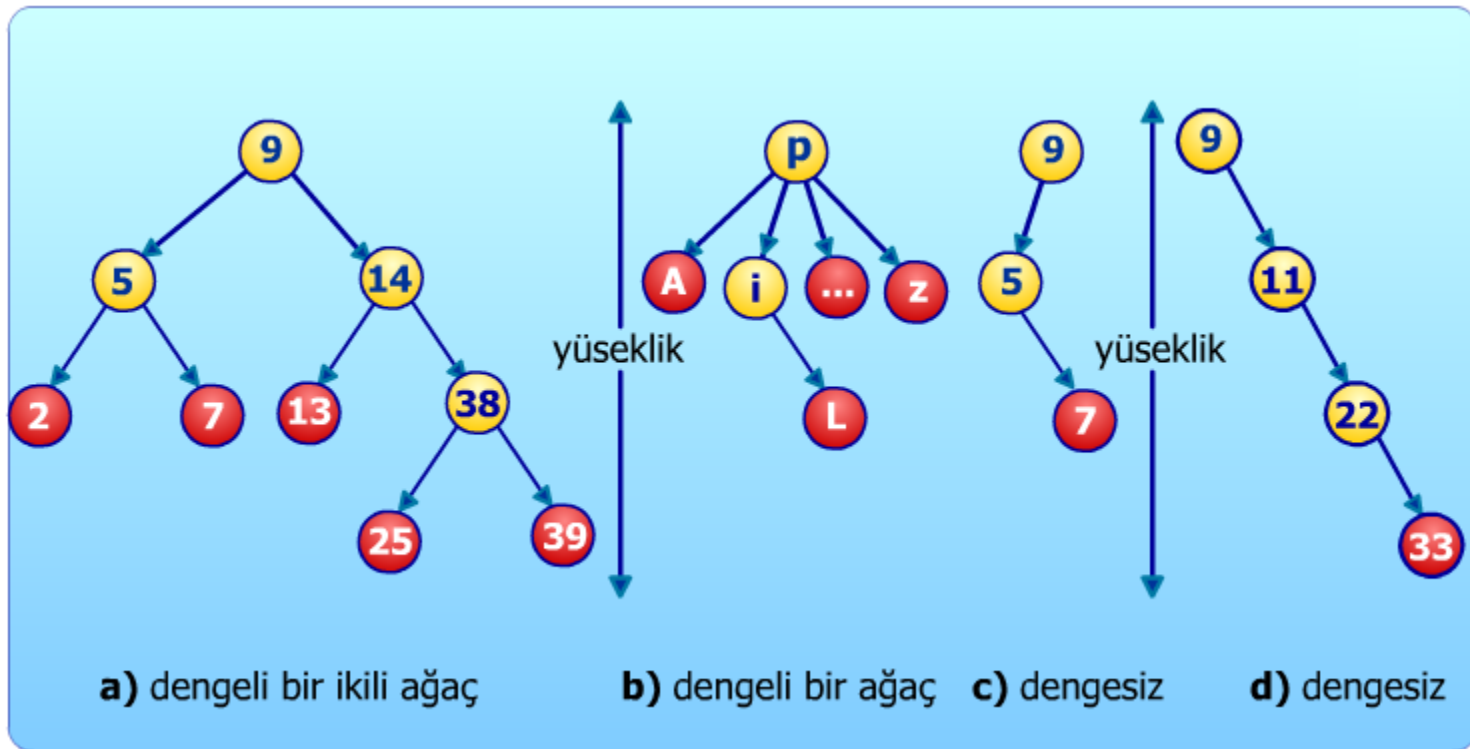 9
5
14
2
7
13
38
25
39
yüseklik
p
A
i
...
z
L
9
5
7
yüseklik
9
11
22
33
a) dengeli bir ikili ağaç
b) dengeli bir ağaç
c) dengesiz
d) dengesiz